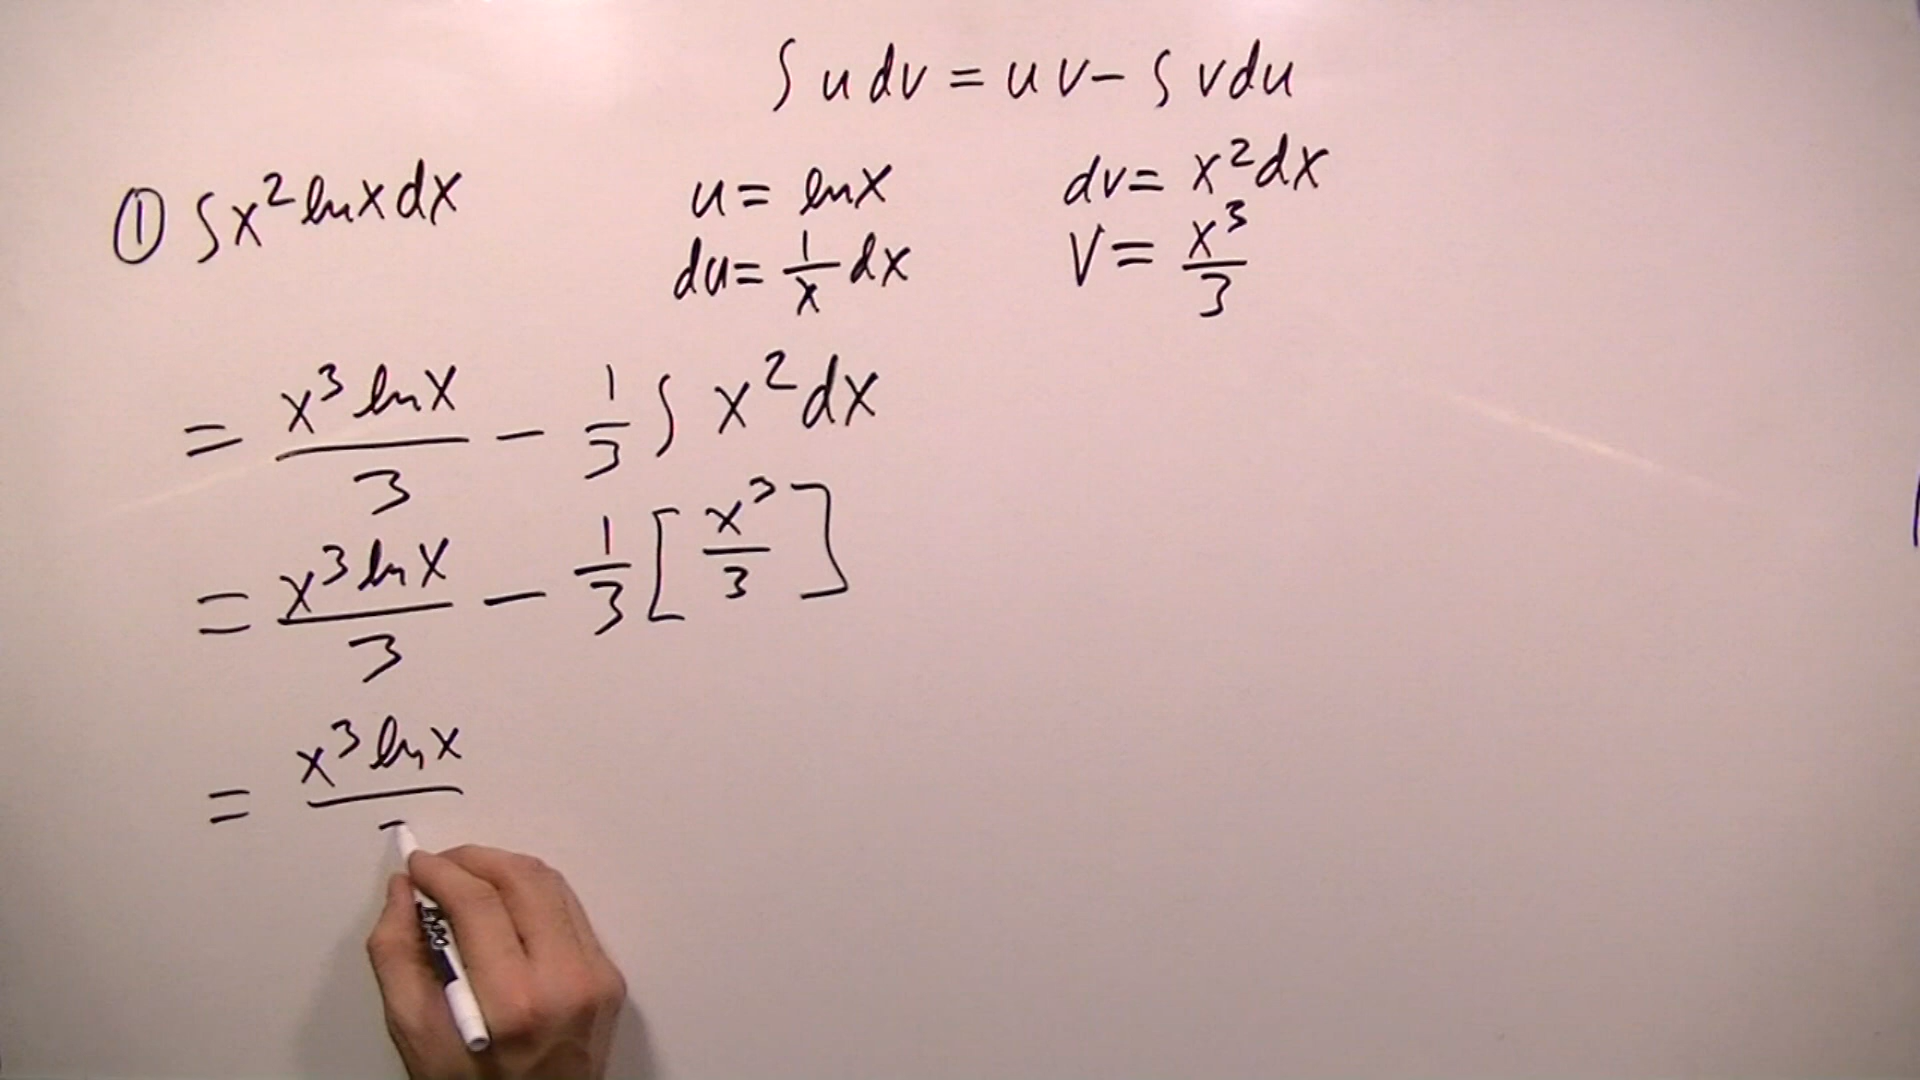 ∫ u dv = u v - ∫ v du
① ∫ x² ln x dx
u = ln x
dv = x² dx
du = 1/x dx
v = x³/3
= x³ ln x / 3 - 1/3 ∫ x² dx
= x³ ln x / 3 - 1/3 [ x³/3 ]
= x³ ln x /